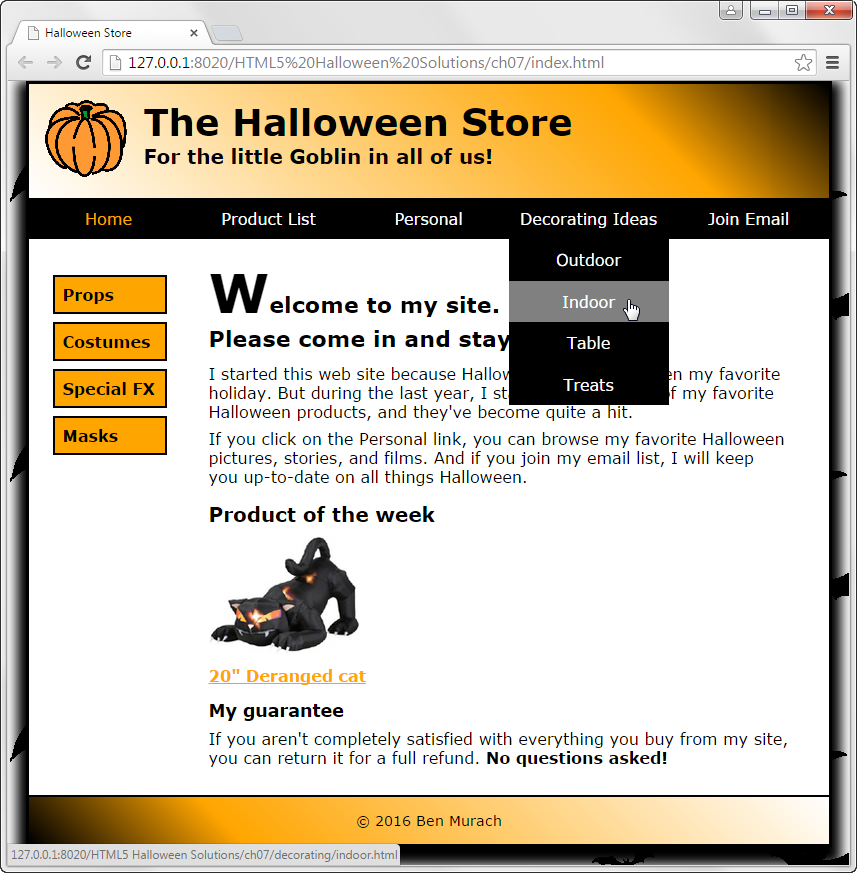 Halloween Store
127.0.0.1:8020/HTML5%20Halloween%20Solutions/ch07/index.html
The Halloween Store
For the little Goblin in all of us!
Home Product List Personal Decorating Ideas Join Email
Outdoor
Indoor
Table
Treats
Props
Costumes
Special FX
Masks
Welcome to my site.
Please come in and stay
I started this web site because Hallow en my favorite
holiday. But during the last year, I st of my favorite
Halloween products, and they've become quite a hit.
If you click on the Personal link, you can browse my favorite Halloween
pictures, stories, and films. And if you join my email list, I will keep
you up-to-date on all things Halloween.
Product of the week
20" Deranged cat
My guarantee
If you aren't completely satisfied with everything you buy from my site,
you can return it for a full refund. No questions asked!
© 2016 Ben Murach
127.0.0.1:8020/HTML5 Halloween Solutions/ch07/decorating/indoor.html